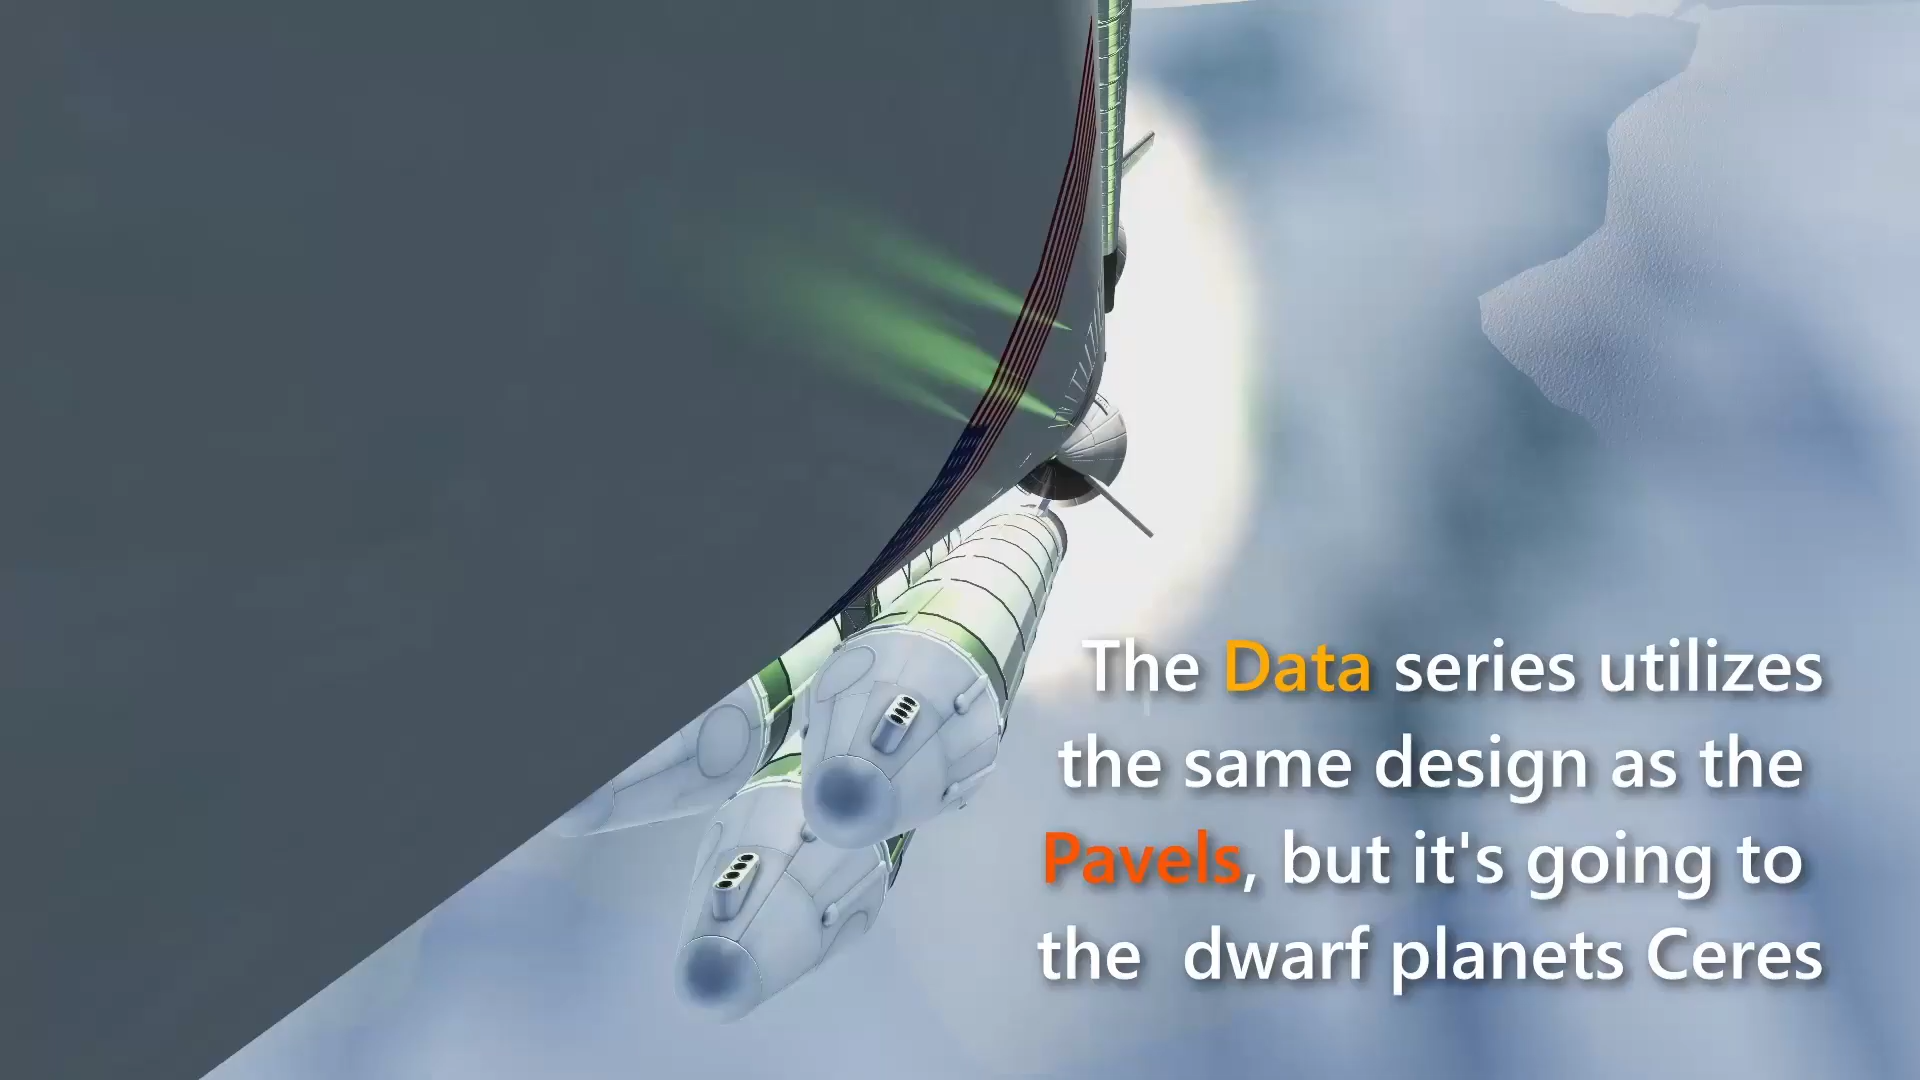 The Data series utilizes
the same design as the
Pavels, but it's going to
the  dwarf planets Ceres